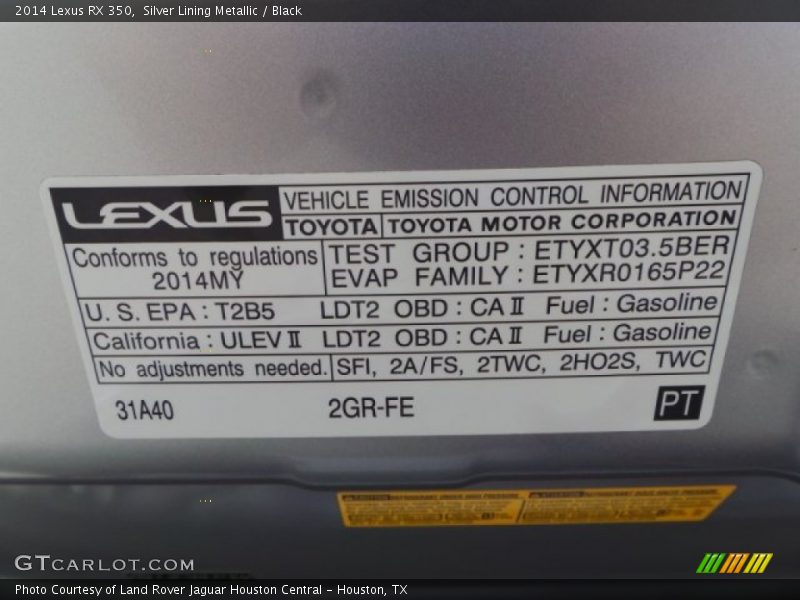 2014 Lexus RX 350,  Silver Lining Metallic / Black
LEXUS
VEHICLE EMISSION CONTROL INFORMATION
TOYOTA TOYOTA MOTOR CORPORATION
Conforms to regulations
2014MY
TEST GROUP : ETYXT03.5BER
EVAP FAMILY : ETYXR0165P22
U. S. EPA : T2B5 LDT2 OBD : CA II Fuel : Gasoline
California : ULEV II LDT2 OBD : CA II Fuel : Gasoline
No adjustments needed. SFI, 2A/FS, 2TWC, 2HO2S, TWC
31A40 2GR-FE PT
GTCARLOT.COM
Photo Courtesy of Land Rover Jaguar Houston Central - Houston, TX